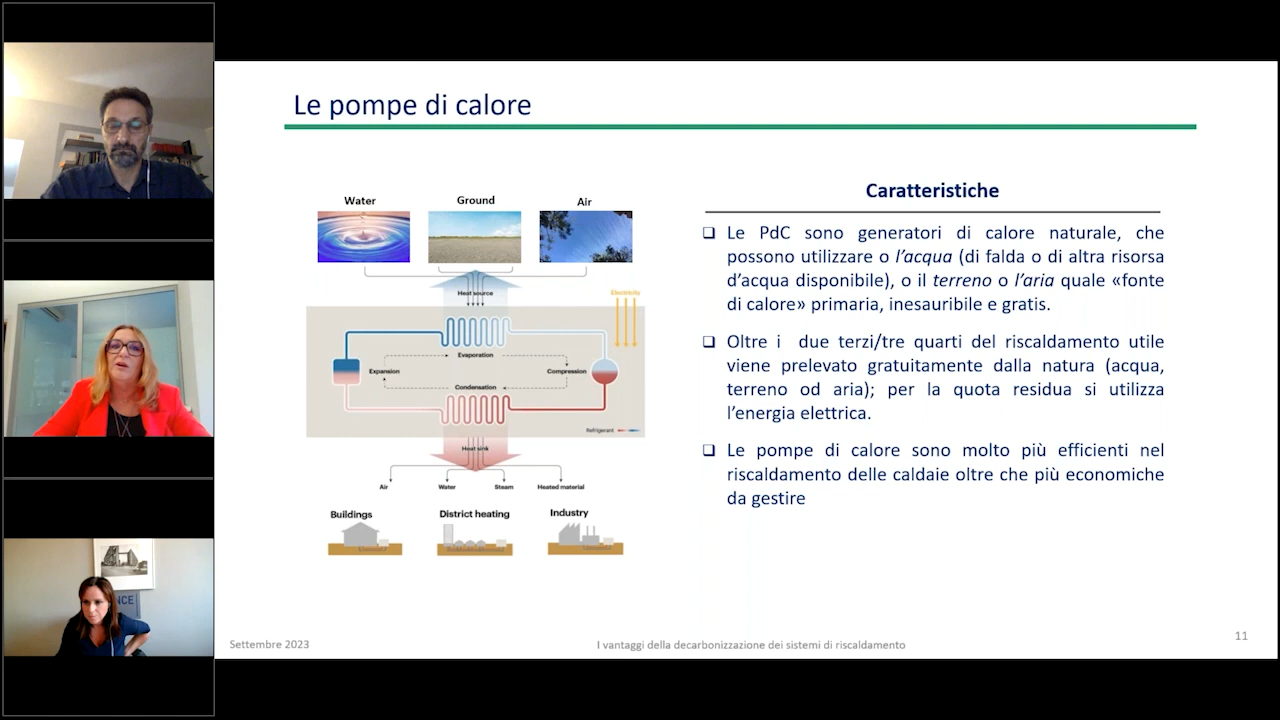 Le pompe di calore
Water
Ground
Air
Heat source
Electricity
Evaporation
Expansion
Compression
Condensation
Refrigerant
Heat sink
Air
Water
Steam
Heated material
Buildings
District heating
Industry
Caratteristiche
Le PdC sono generatori di calore naturale, che
possono utilizzare o l'acqua (di falda o di altra risorsa
d'acqua disponibile), o il terreno o l'aria quale «fonte
di calore» primaria, inesauribile e gratis.
Oltre i due terzi/tre quarti del riscaldamento utile
viene prelevato gratuitamente dalla natura (acqua,
terreno od aria); per la quota residua si utilizza
l'energia elettrica.
Le pompe di calore sono molto più efficienti nel
riscaldamento delle caldaie oltre che più economiche
da gestire
Settembre 2023
I vantaggi della decarbonizzazione dei sistemi di riscaldamento
11